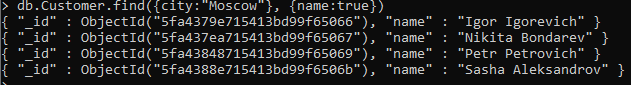 > db.Customer.find({city:"Moscow"}, {name:true})
{ "_id" : ObjectId("5fa4379e715413bd99f65066"), "name" : "Igor Igorevich" }
{ "_id" : ObjectId("5fa437ea715413bd99f65067"), "name" : "Nikita Bondarev" }
{ "_id" : ObjectId("5fa43848715413bd99f65069"), "name" : "Petr Petrovich" }
{ "_id" : ObjectId("5fa4388e715413bd99f6506b"), "name" : "Sasha Aleksandrov" }